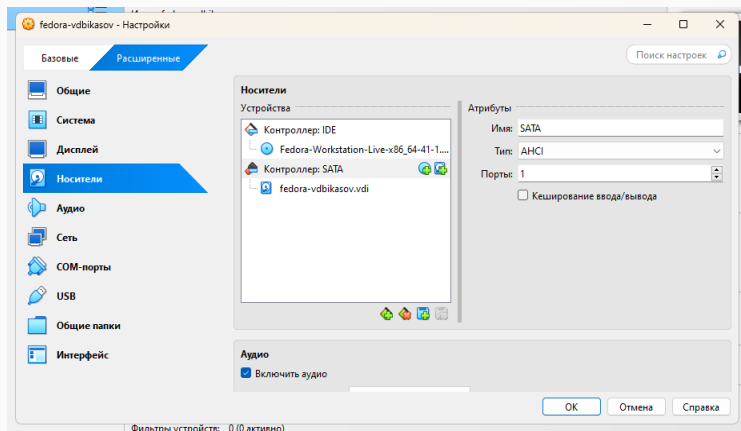 fedora-vdbikasov - Настройки
Базовые
Расширенные
Поиск настроек
Общие
Система
Дисплей
Носители
Аудио
Сеть
COM-порты
USB
Общие папки
Интерфейс
Носители
Устройства
Контроллер: IDE
Fedora-Workstation-Live-x86_64-41-1....
Контроллер: SATA
fedora-vdbikasov.vdi
Атрибуты
Имя: SATA
Тип: AHCI
Порты: 1
Кеширование ввода/вывода
Аудио
Включить аудио
OK
Отмена
Справка
Фильтры устройств: 0 (0 активно)